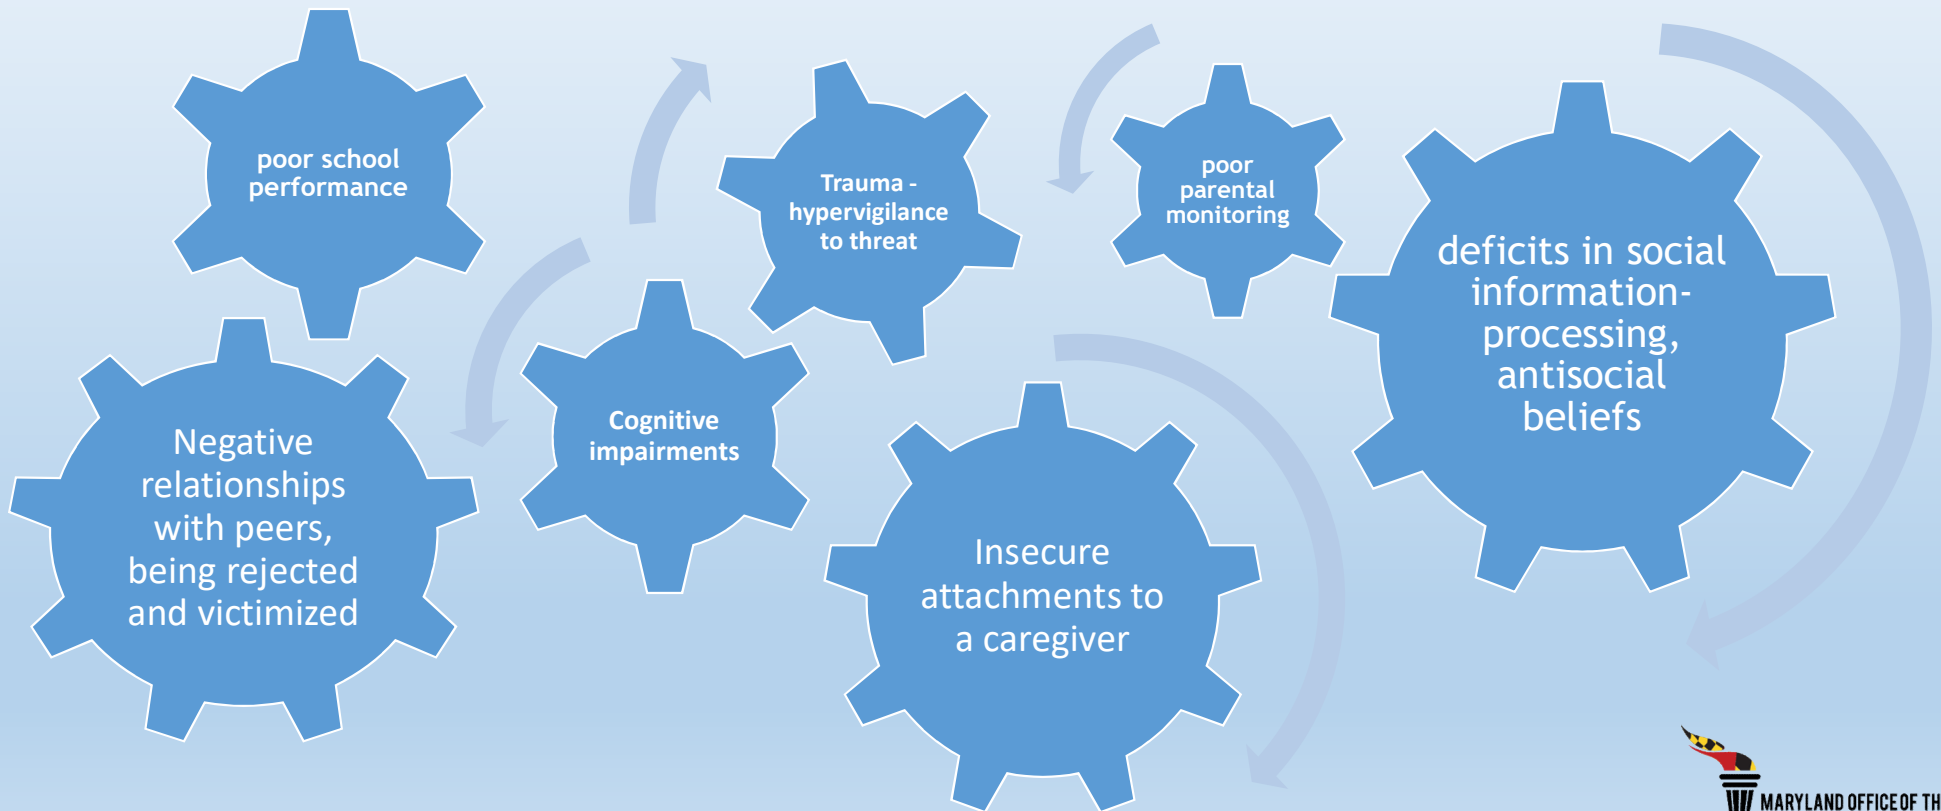 poor school
performance
Trauma -
hypervigilance
to threat
poor
parental
monitoring
deficits in social
information-
processing,
antisocial
beliefs
Negative
relationships
with peers,
being rejected
and victimized
Cognitive
impairments
Insecure
attachments to
a caregiver
MARYLAND OFFICE OF TH